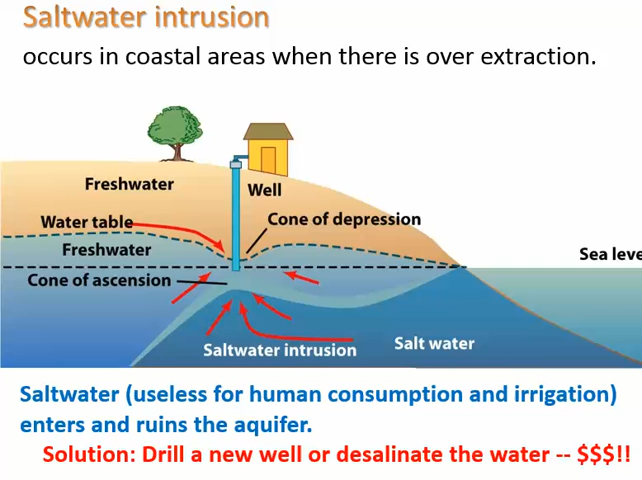 Saltwater intrusion
occurs in coastal areas when there is over extraction.
Freshwater
Well
Water table
Cone of depression
Freshwater
Sea leve
Cone of ascension
Saltwater intrusion
Salt water
Saltwater (useless for human consumption and irrigation)
enters and ruins the aquifer.
Solution: Drill a new well or desalinate the water -- $$$!!